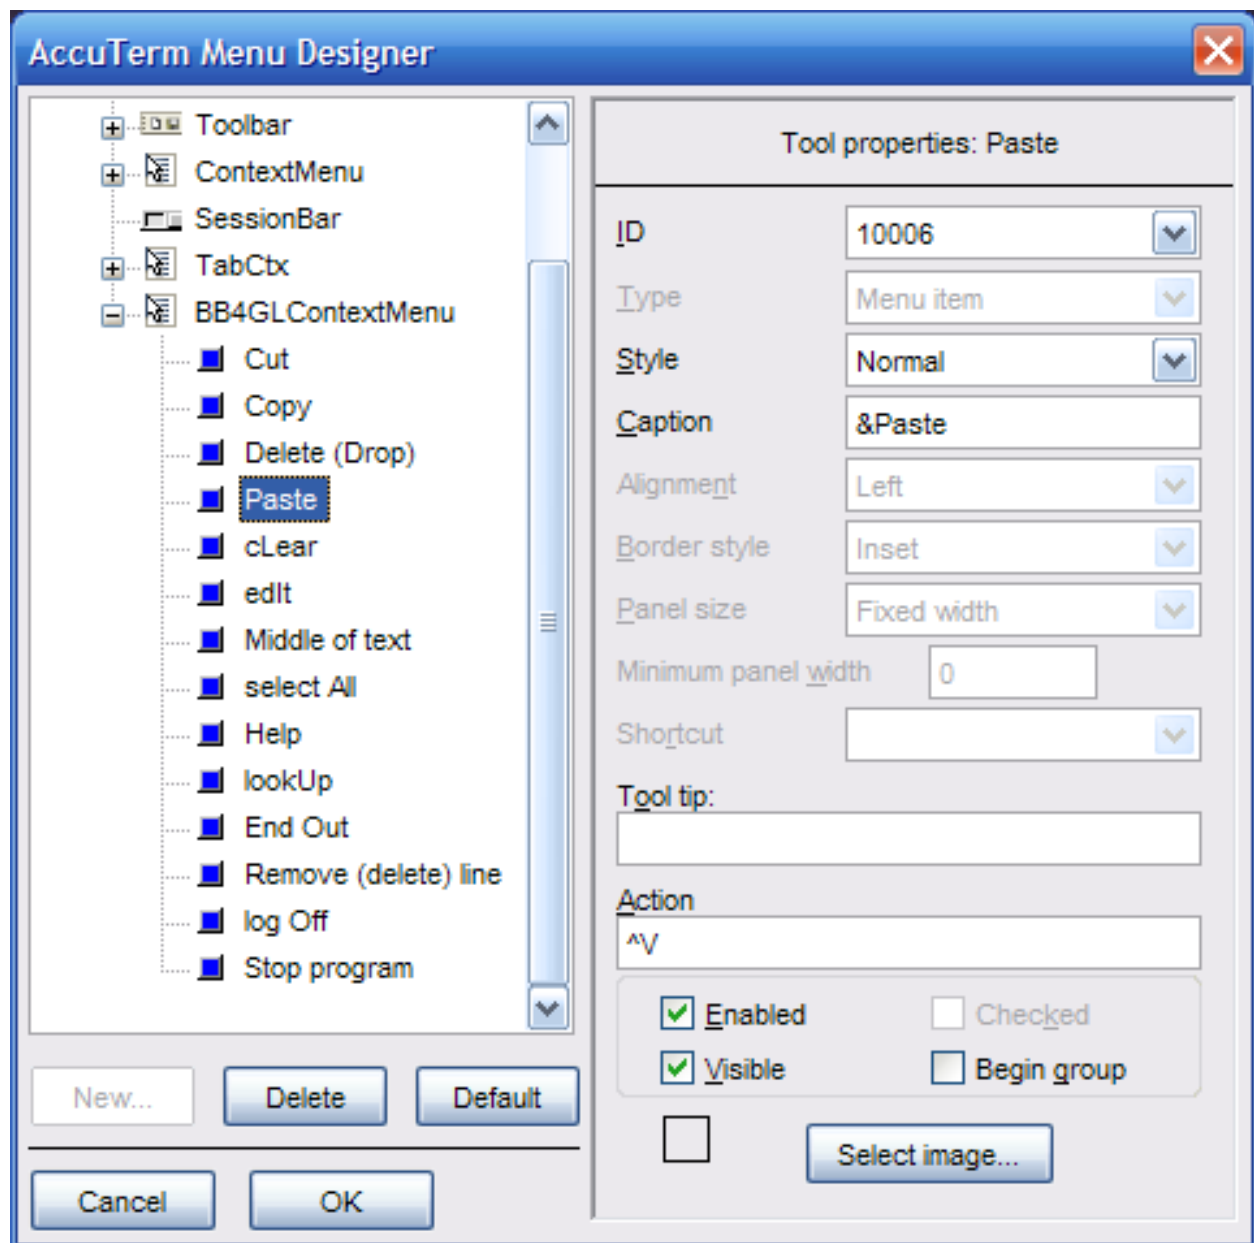 AccuTerm Menu Designer
Toolbar
ContextMenu
SessionBar
TabCtx
BB4GLContextMenu
Cut
Copy
Delete (Drop)
Paste
cLear
edIt
Middle of text
select All
Help
lookUp
End Out
Remove (delete) line
log Off
Stop program
New...
Delete
Default
Cancel
OK
Tool properties: Paste
ID
10006
Type
Menu item
Style
Normal
Caption
&Paste
Alignment
Left
Border style
Inset
Panel size
Fixed width
Minimum panel width
0
Shortcut
Tool tip:
Action
^V
Enabled
Checked
Visible
Begin group
Select image...